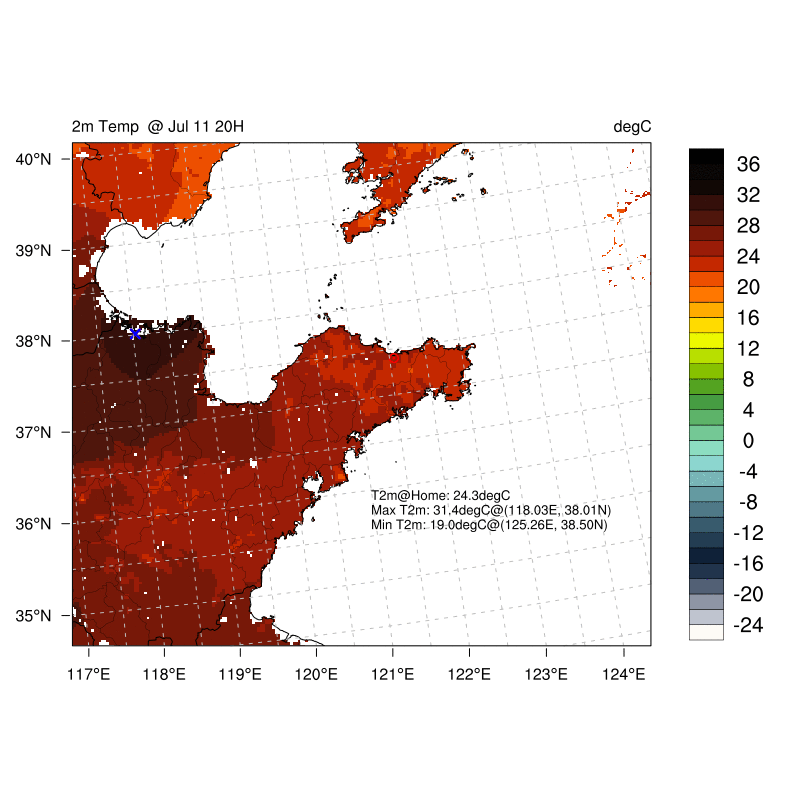 2m Temp @ Jul 11 20H degC
40°N
39°N
38°N
37°N
36°N
35°N
117°E 118°E 119°E 120°E 121°E 122°E 123°E 124°E
T2m@Home: 24.3degC
Max T2m: 31.4degC@(118.03E, 38.01N)
Min T2m: 19.0degC@(125.26E, 38.50N)
36
32
28
24
20
16
12
8
4
0
-4
-8
-12
-16
-20
-24